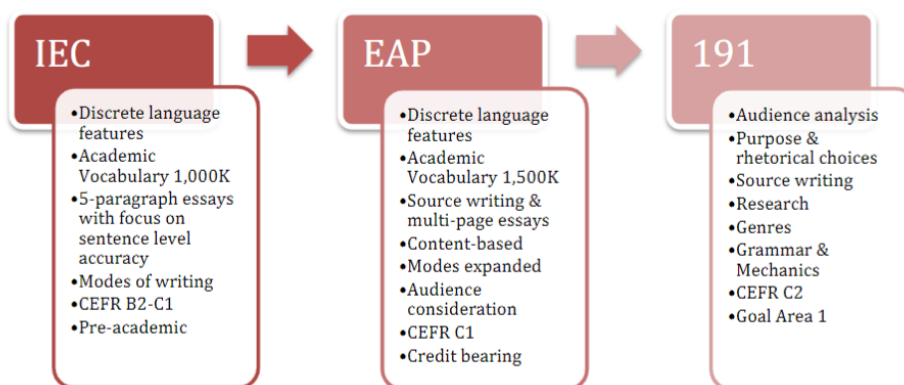 IEC
•Discrete language
features
•Academic
Vocabulary 1,000K
•5-paragraph essays
with focus on
sentence level
accuracy
•Modes of writing
•CEFR B2-C1
•Pre-academic
EAP
•Discrete language
features
•Academic
Vocabulary 1,500K
•Source writing &
multi-page essays
•Content-based
•Modes expanded
•Audience
consideration
•CEFR C1
•Credit bearing
191
•Audience analysis
•Purpose &
rhetorical choices
•Source writing
•Research
•Genres
•Grammar &
Mechanics
•CEFR C2
•Goal Area 1